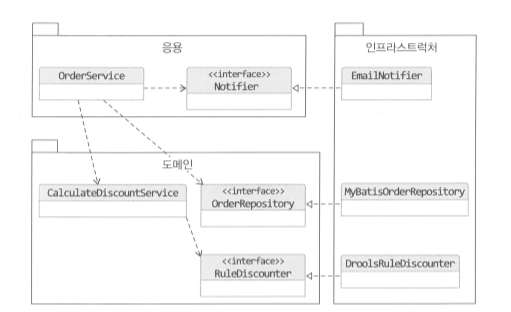 응용
OrderService
<<interface>>
Notifier
인프라스트럭처
EmailNotifier
도메인
CalculateDiscountService
<<interface>>
OrderRepository
MyBatisOrderRepository
<<interface>>
RuleDiscounter
DroolsRuleDiscounter